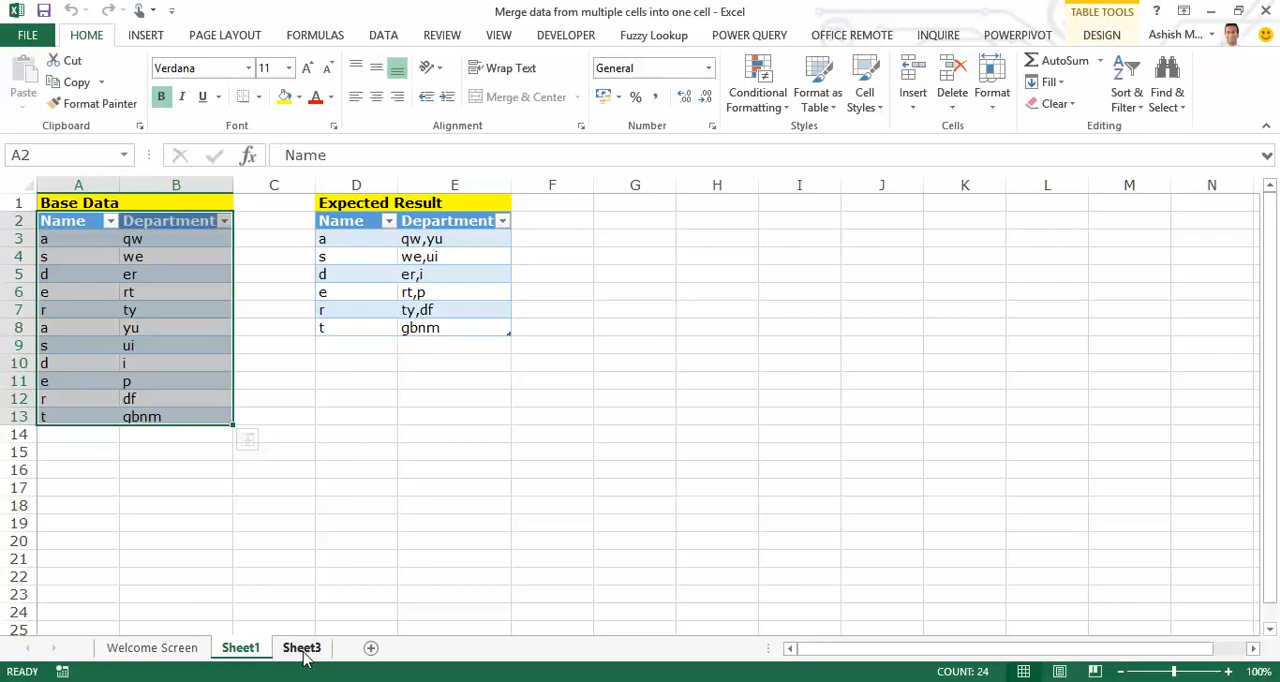 Merge data from multiple cells into one cell - Excel
TABLE TOOLS
FILE HOME INSERT PAGE LAYOUT FORMULAS DATA REVIEW VIEW DEVELOPER Fuzzy Lookup POWER QUERY OFFICE REMOTE INQUIRE POWERPIVOT DESIGN Ashish M...
Paste
Cut
Copy
Format Painter
Clipboard
Verdana 11
B I U
Font
Wrap Text
Merge & Center
Alignment
General
Number
Conditional Formatting
Format as Table
Cell Styles
Styles
Insert
Delete
Format
Cells
AutoSum
Fill
Clear
Sort & Filter
Find & Select
Editing
A2 fx Name
A B C D E F G H I J K L M N
1 Base Data Expected Result
2 Name Department Name Department
3 a qw a qw,yu
4 s we s we,ui
5 d er d er,i
6 e rt e rt,p
7 r ty r ty,df
8 a yu t gbnm
9 s ui
10 d i
11 e p
12 r df
13 t gbnm
14
15
16
17
18
19
20
21
22
23
24
25
Welcome Screen Sheet1 Sheet3
READY COUNT: 24 100%